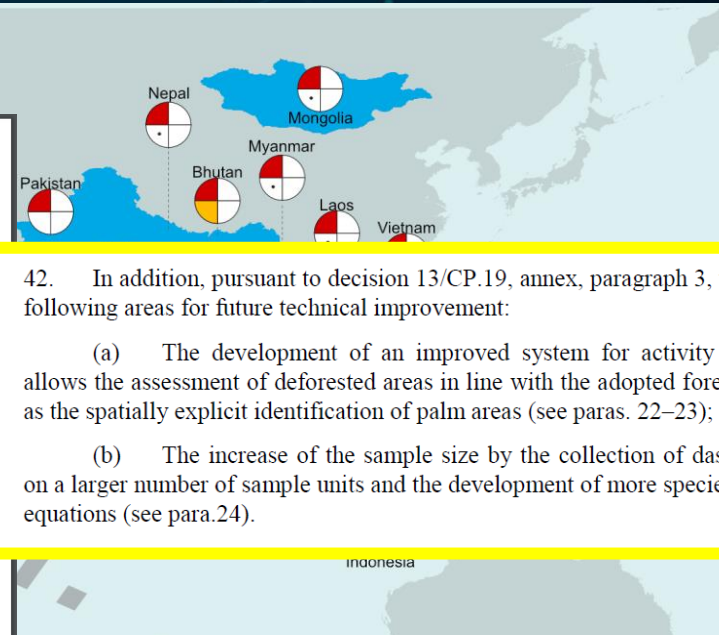 Nepal
Mongolia
Myanmar
Bhutan
Pakistan
Laos
Vietnam
42. In addition, pursuant to decision 13/CP.19, annex, paragraph 3,
following areas for future technical improvement:
(a) The development of an improved system for activity
allows the assessment of deforested areas in line with the adopted fore
as the spatially explicit identification of palm areas (see paras. 22–23);
(b) The increase of the sample size by the collection of das
on a larger number of sample units and the development of more specie
equations (see para.24).
Indonesia